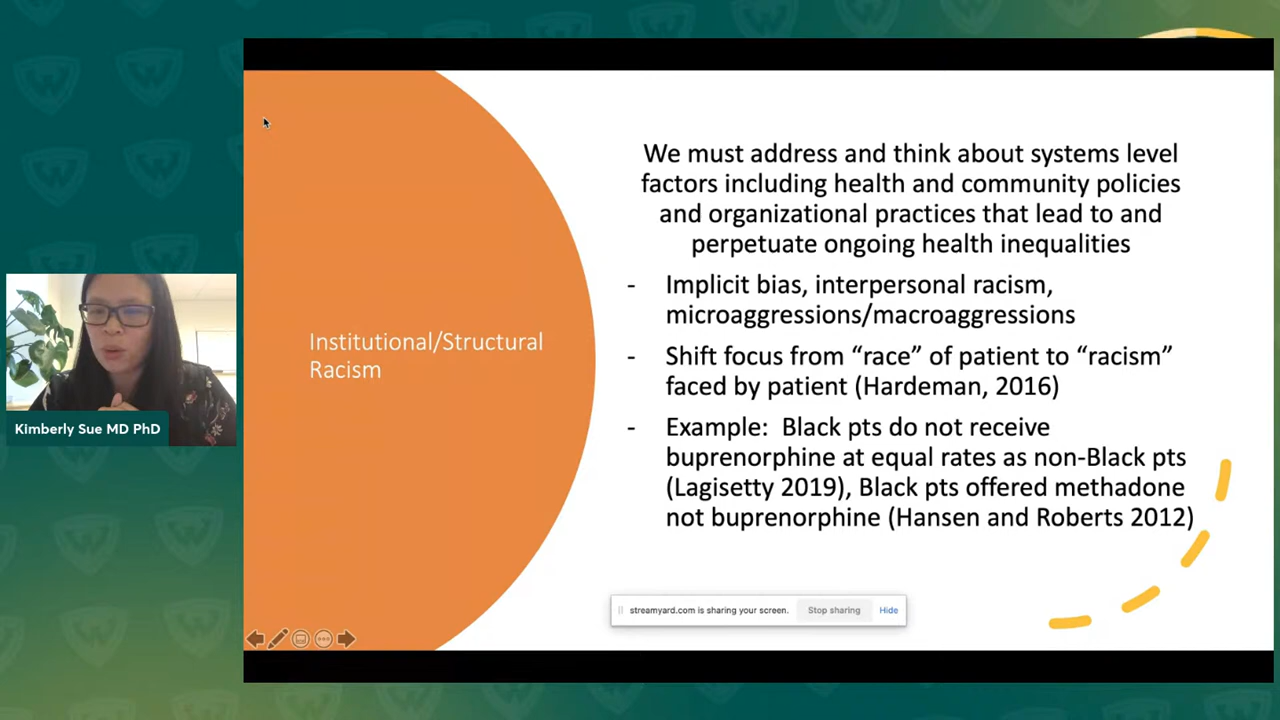 We must address and think about systems level
factors including health and community policies
and organizational practices that lead to and
perpetuate ongoing health inequalities
- Implicit bias, interpersonal racism,
microaggressions/macroaggressions
- Shift focus from “race” of patient to “racism”
faced by patient (Hardeman, 2016)
- Example: Black pts do not receive
buprenorphine at equal rates as non-Black pts
(Lagisetty 2019), Black pts offered methadone
not buprenorphine (Hansen and Roberts 2012)
Institutional/Structural
Racism
Kimberly Sue MD PhD
streamyard.com is sharing your screen. Stop sharing Hide